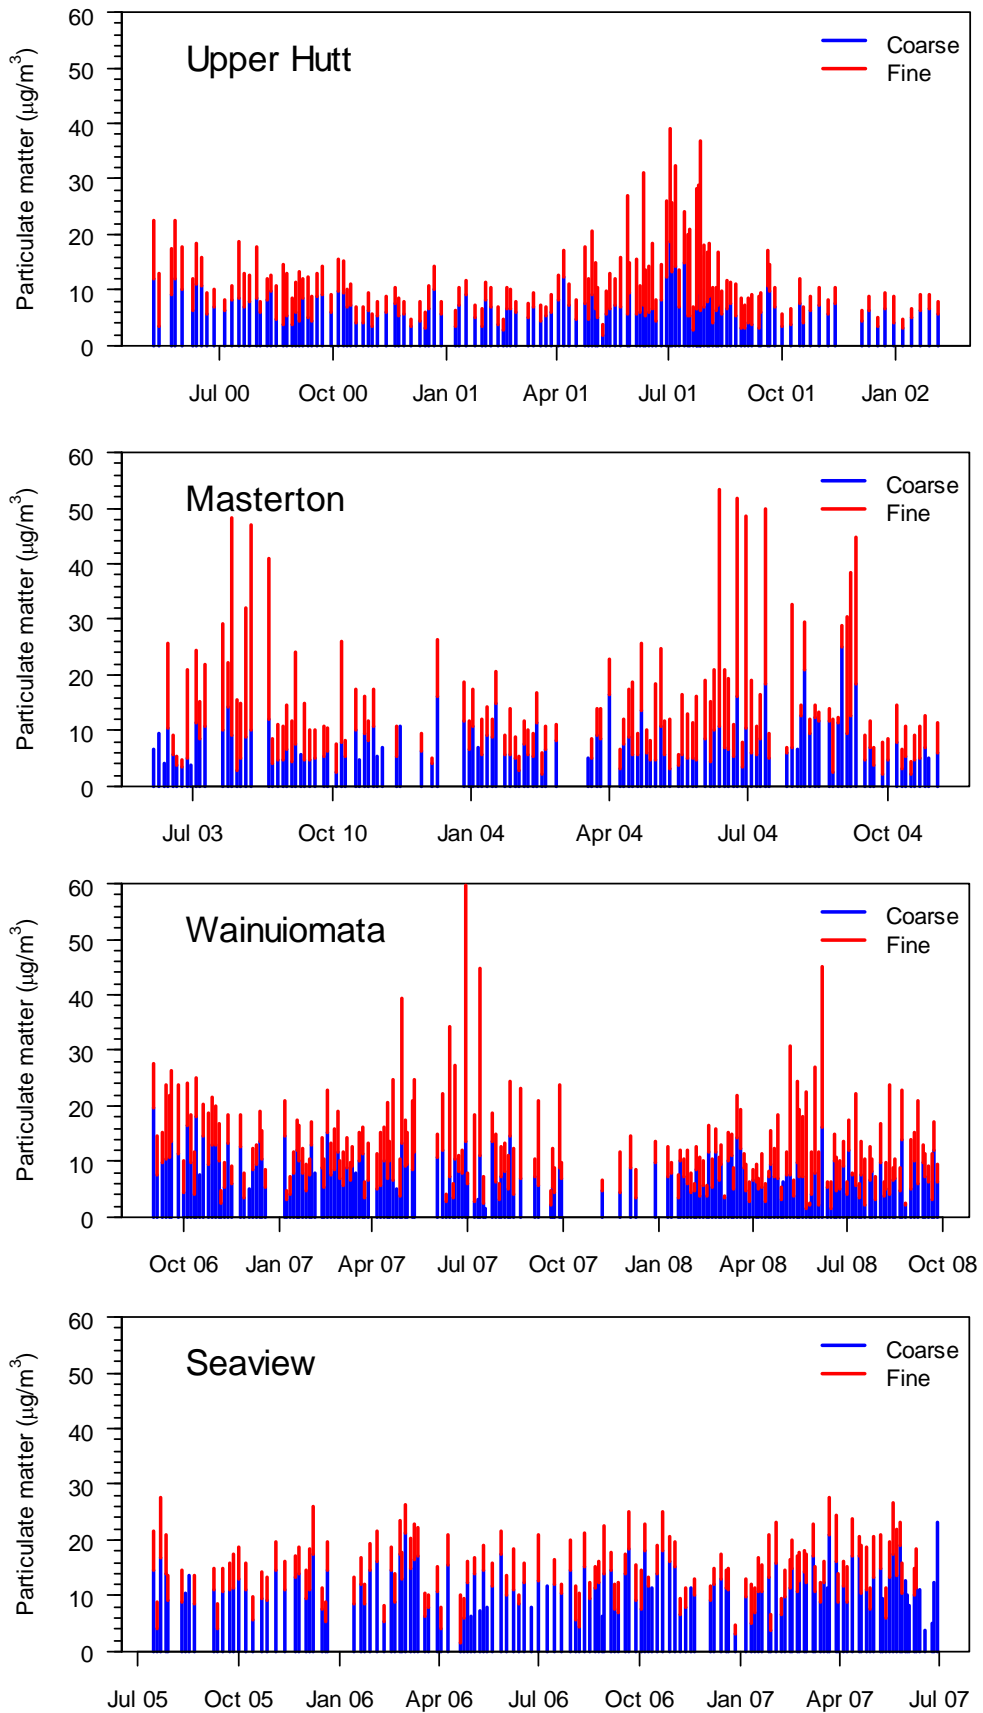 Upper Hutt
Coarse
Fine
Particulate matter (μg/m³)
60
50
40
30
20
10
0
Jul 00 Oct 00 Jan 01 Apr 01 Jul 01 Oct 01 Jan 02
Masterton
Coarse
Fine
Particulate matter (μg/m³)
60
50
40
30
20
10
0
Jul 03 Oct 10 Jan 04 Apr 04 Jul 04 Oct 04
Wainuiomata
Coarse
Fine
Particulate matter (μg/m³)
60
50
40
30
20
10
0
Oct 06 Jan 07 Apr 07 Jul 07 Oct 07 Jan 08 Apr 08 Jul 08 Oct 08
Seaview
Coarse
Fine
Particulate matter (μg/m³)
60
50
40
30
20
10
0
Jul 05 Oct 05 Jan 06 Apr 06 Jul 06 Oct 06 Jan 07 Apr 07 Jul 07